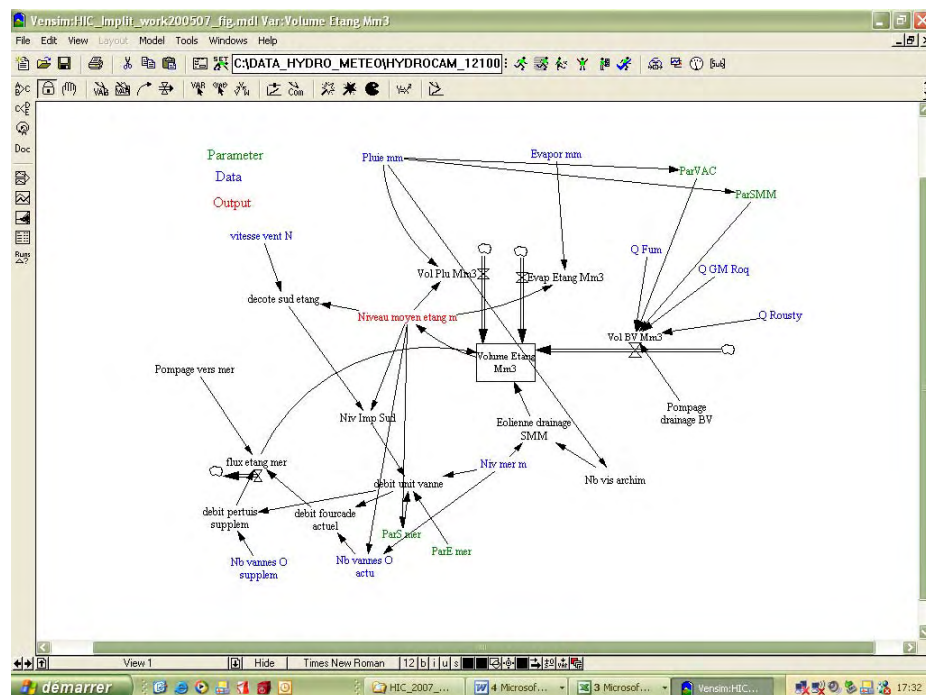 Vensim:HIC_Implit_work200507_fig.mdl Var:Volume Etang Mm3
File Edit View Layout Model Tools Windows Help
C:\DATA_HYDRO_METEO\HYDROCAM_12100
Doc
Runs
Parameter
Data
Output
Pluie mm
Evapor mm
ParVAC
ParSMM
vitesse vent N
Q Fum
Q GM Roq
Vol Plu Mm3
Evap Etang Mm3
decote sud etang
Niveau moyen etang m
Q Rousty
Vol BV Mm3
Volume Etang
Mm3
Pompage vers mer
Niv Imp Sud
Eolienne drainage
SMM
Pompage
drainage BV
flux etang mer
Niv mer m
Nb vis archim
debit unit vanne
debit pertuis
supplem
debit fourcade
actuel
ParS mer
ParE mer
Nb vannes O
supplem
Nb vannes O
actu
View 1 Hide Times New Roman 12 b i u s
démarrer HIC_2007_... 4 Microsof... 3 Microsof... Vensim:HIC... 17:32